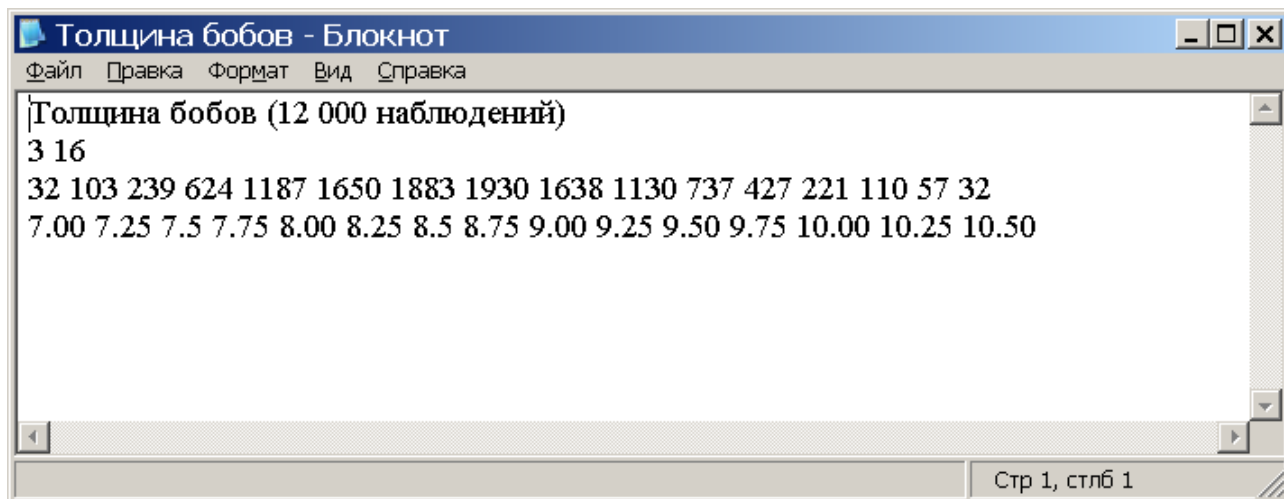 Толщина бобов - Блокнот
Файл Правка Формат Вид Справка
Толщина бобов (12 000 наблюдений)
3 16
32 103 239 624 1187 1650 1883 1930 1638 1130 737 427 221 110 57 32
7.00 7.25 7.5 7.75 8.00 8.25 8.5 8.75 9.00 9.25 9.50 9.75 10.00 10.25 10.50
Стр 1, стлб 1